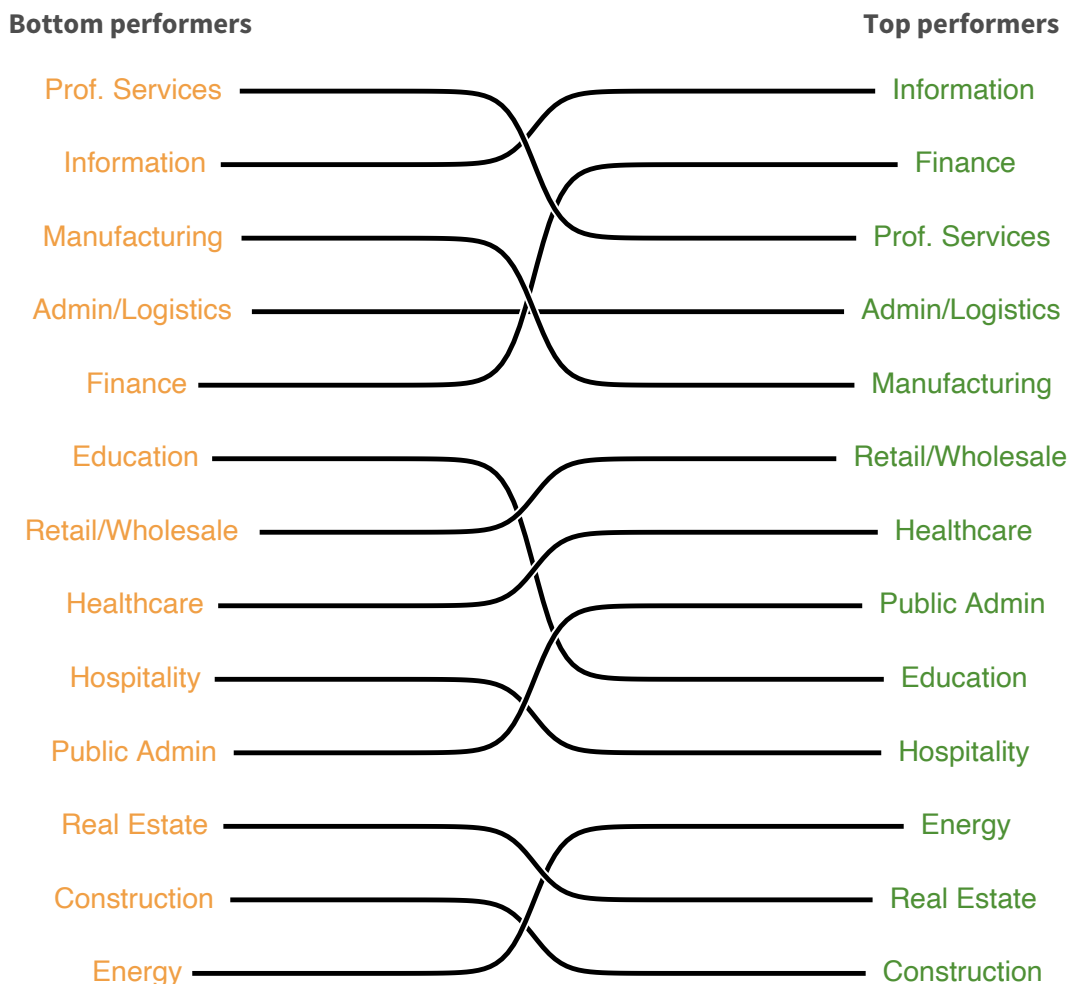 Bottom performers
Top performers
Prof. Services
Information
Information
Finance
Manufacturing
Prof. Services
Admin/Logistics
Admin/Logistics
Finance
Manufacturing
Education
Retail/Wholesale
Retail/Wholesale
Healthcare
Healthcare
Public Admin
Hospitality
Education
Public Admin
Hospitality
Real Estate
Energy
Construction
Real Estate
Energy
Construction